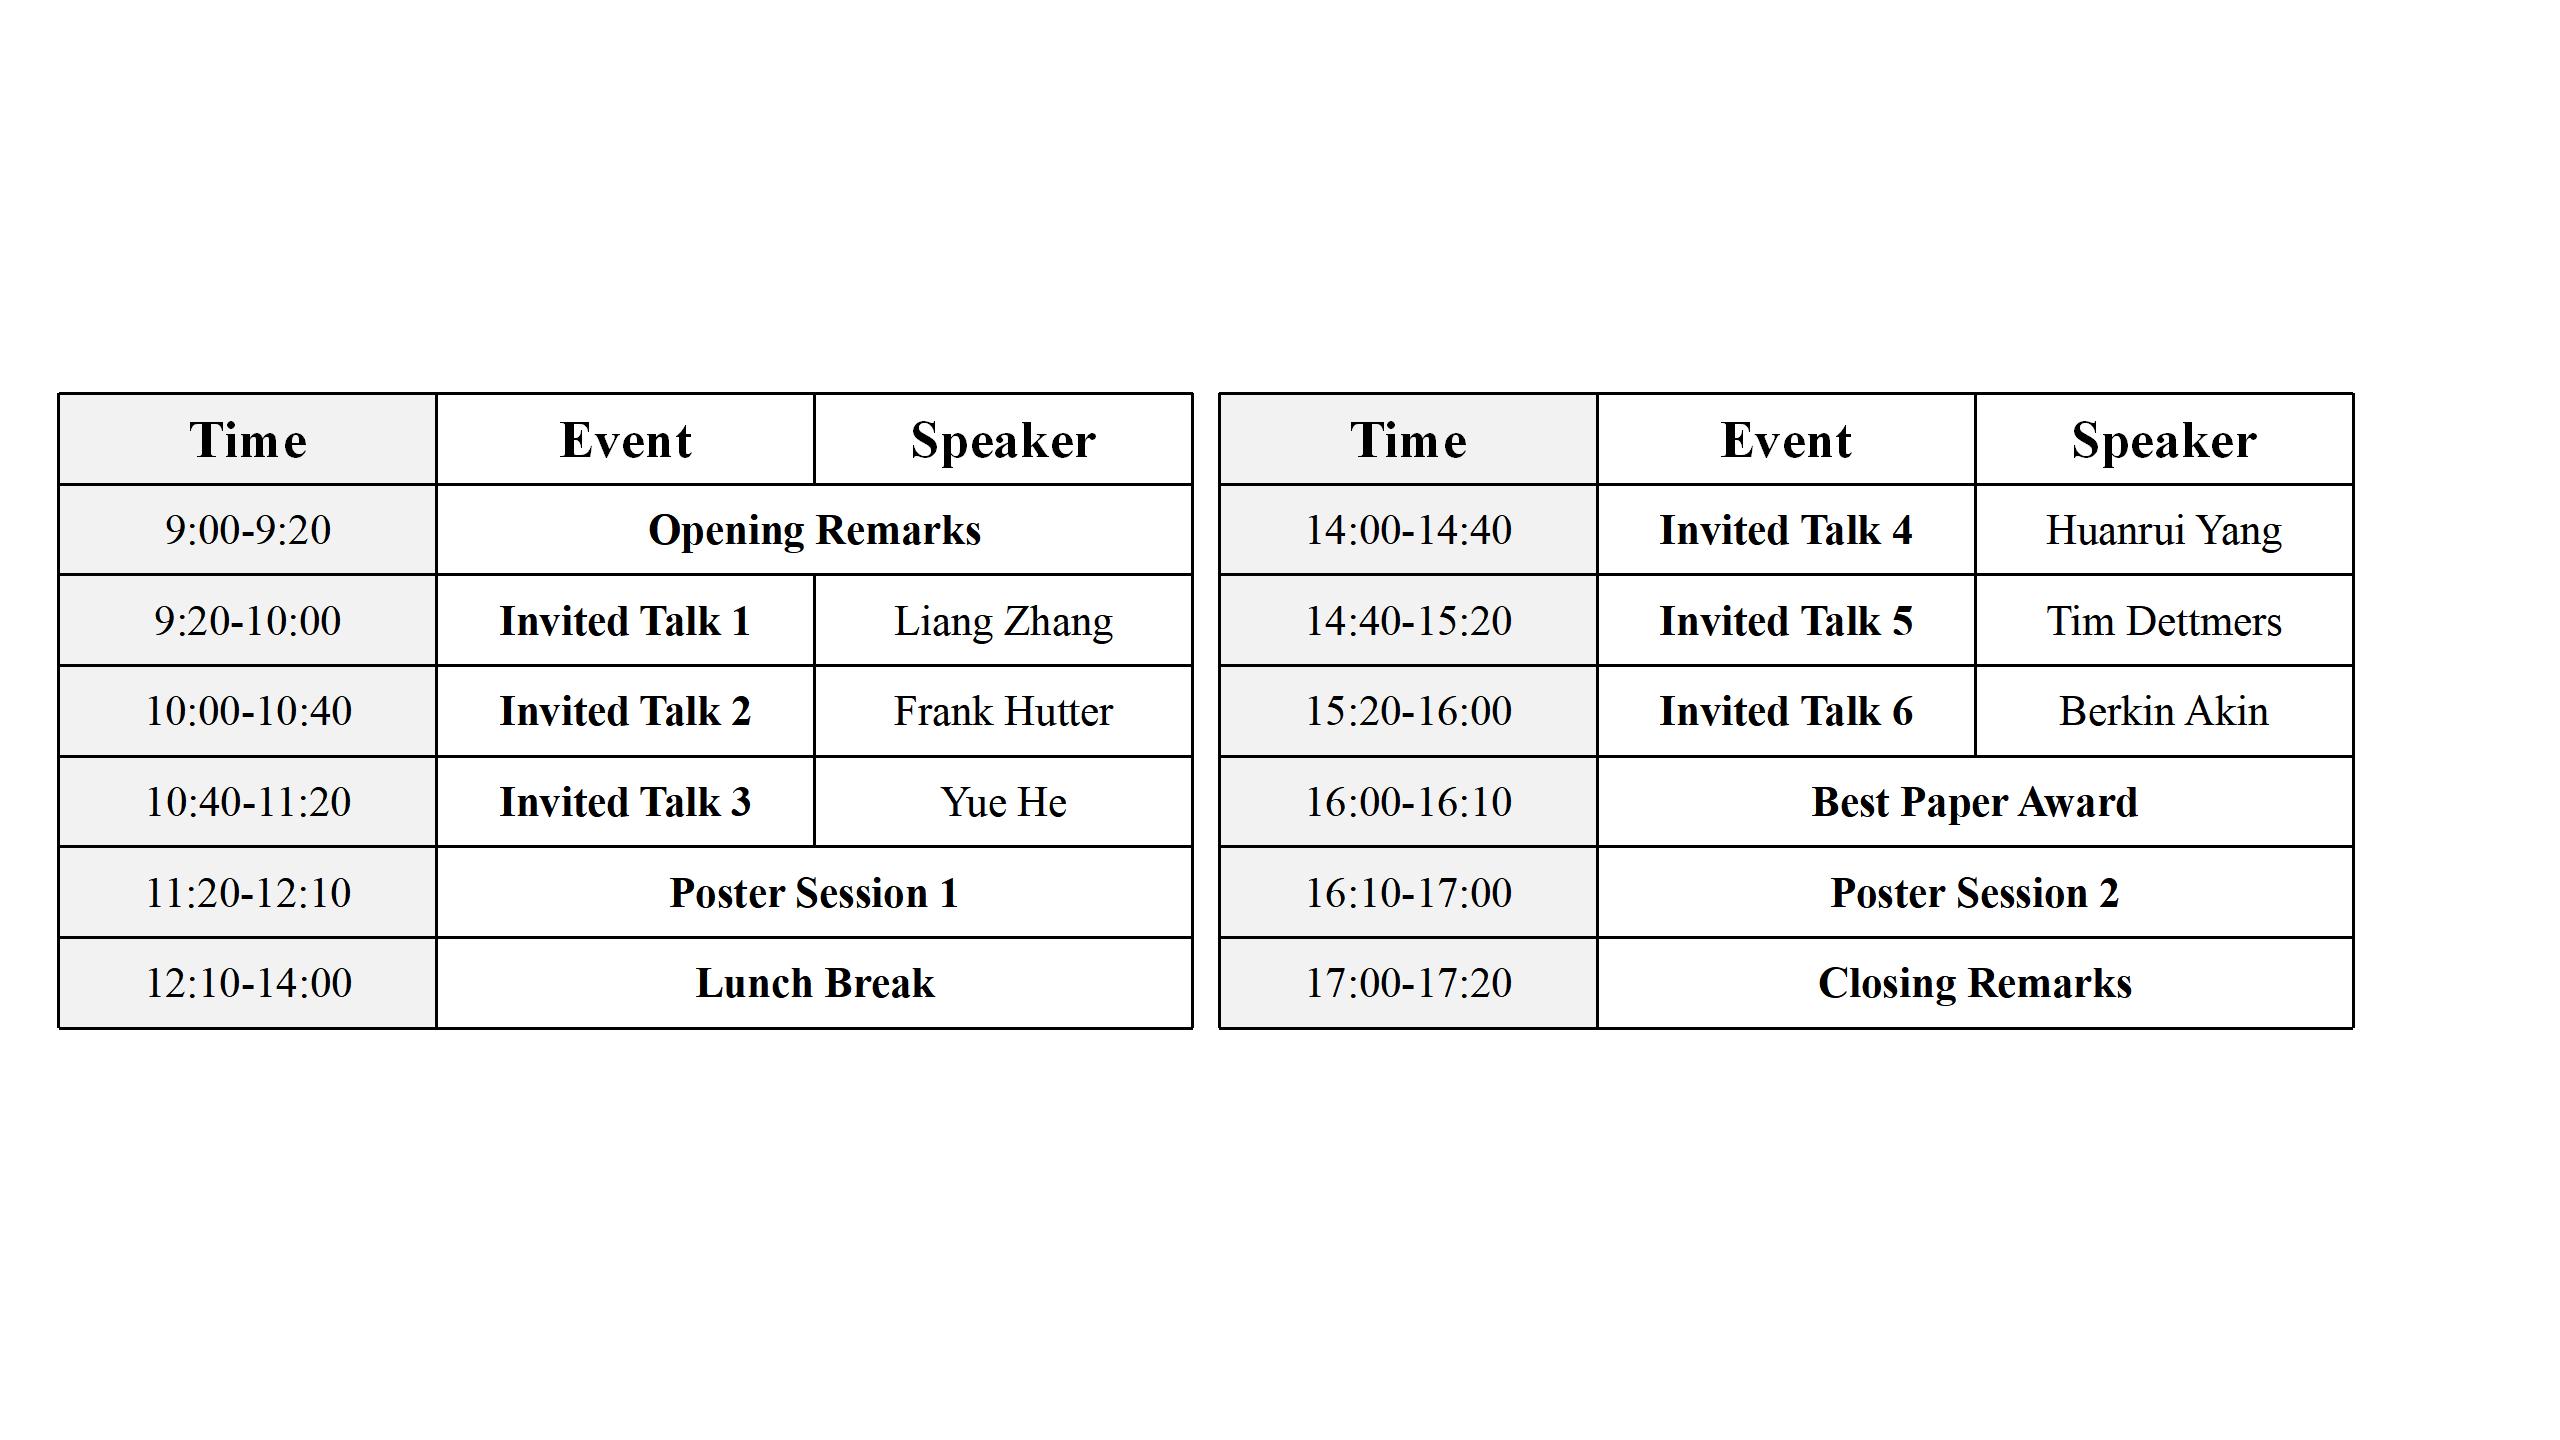 Time Event Speaker
9:00-9:20 Opening Remarks
9:20-10:00 Invited Talk 1 Liang Zhang
10:00-10:40 Invited Talk 2 Frank Hutter
10:40-11:20 Invited Talk 3 Yue He
11:20-12:10 Poster Session 1
12:10-14:00 Lunch Break
Time Event Speaker
14:00-14:40 Invited Talk 4 Huanrui Yang
14:40-15:20 Invited Talk 5 Tim Dettmers
15:20-16:00 Invited Talk 6 Berkin Akin
16:00-16:10 Best Paper Award
16:10-17:00 Poster Session 2
17:00-17:20 Closing Remarks